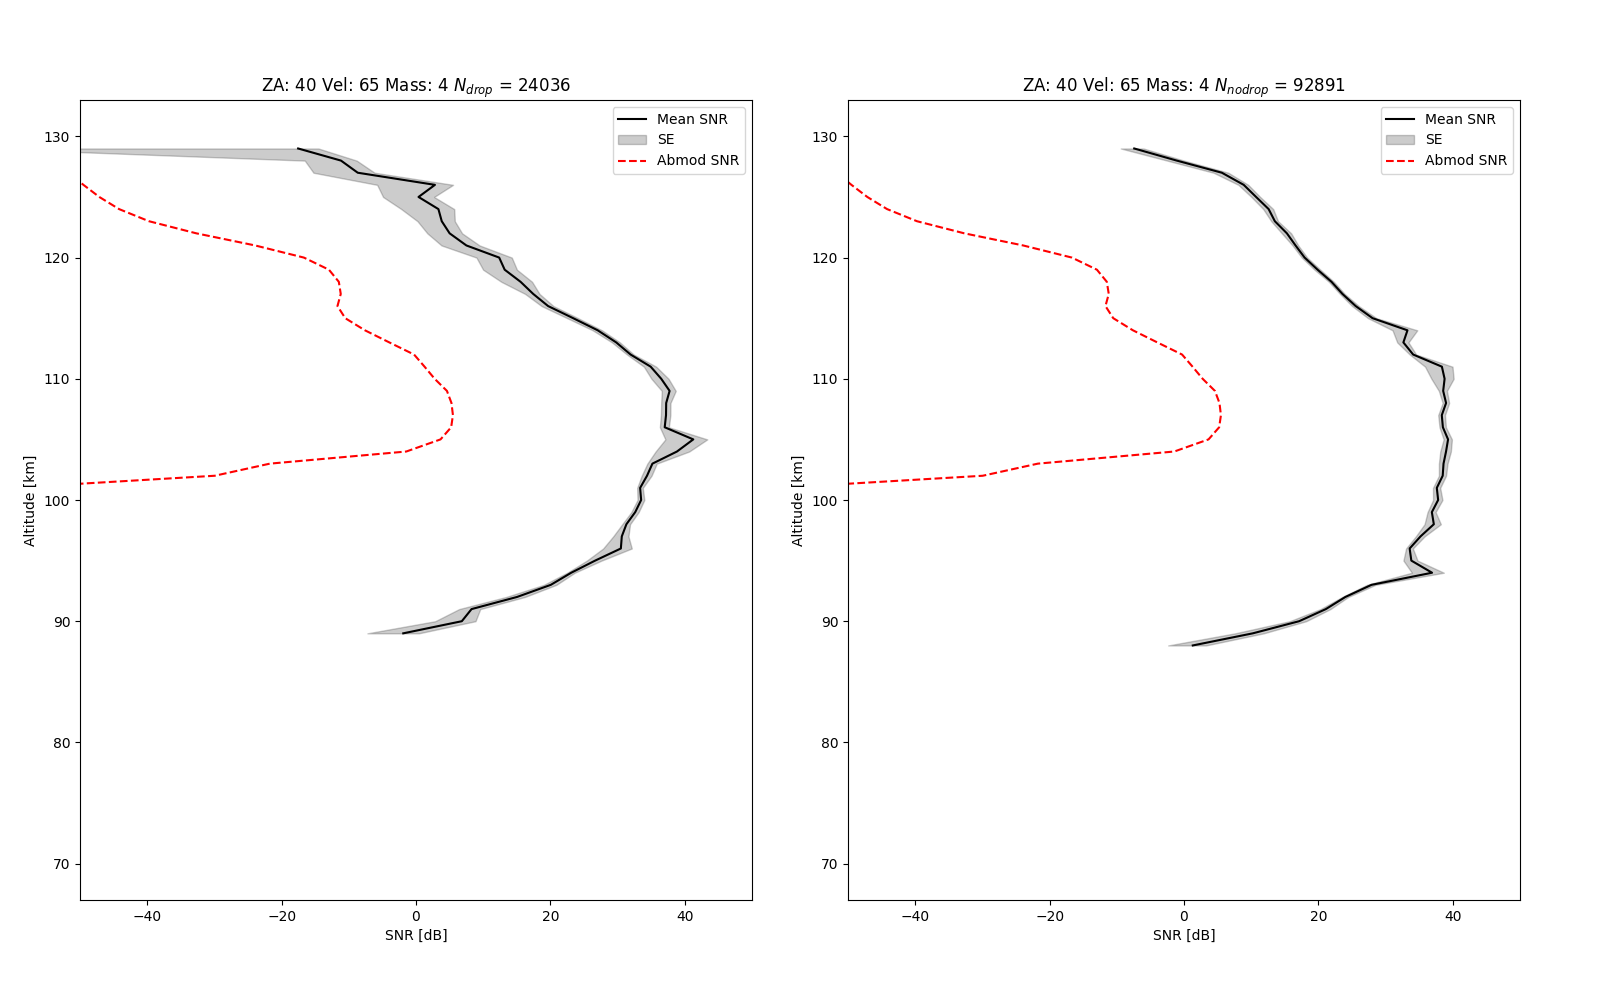 ZA: 40 Vel: 65 Mass: 4 N_drop = 24036
Mean SNR
SE
Abmod SNR
130
120
110
100
90
80
70
Altitude [km]
−40
−20
0
20
40
SNR [dB]
ZA: 40 Vel: 65 Mass: 4 N_nodrop = 92891
Mean SNR
SE
Abmod SNR
130
120
110
100
90
80
70
Altitude [km]
−40
−20
0
20
40
SNR [dB]